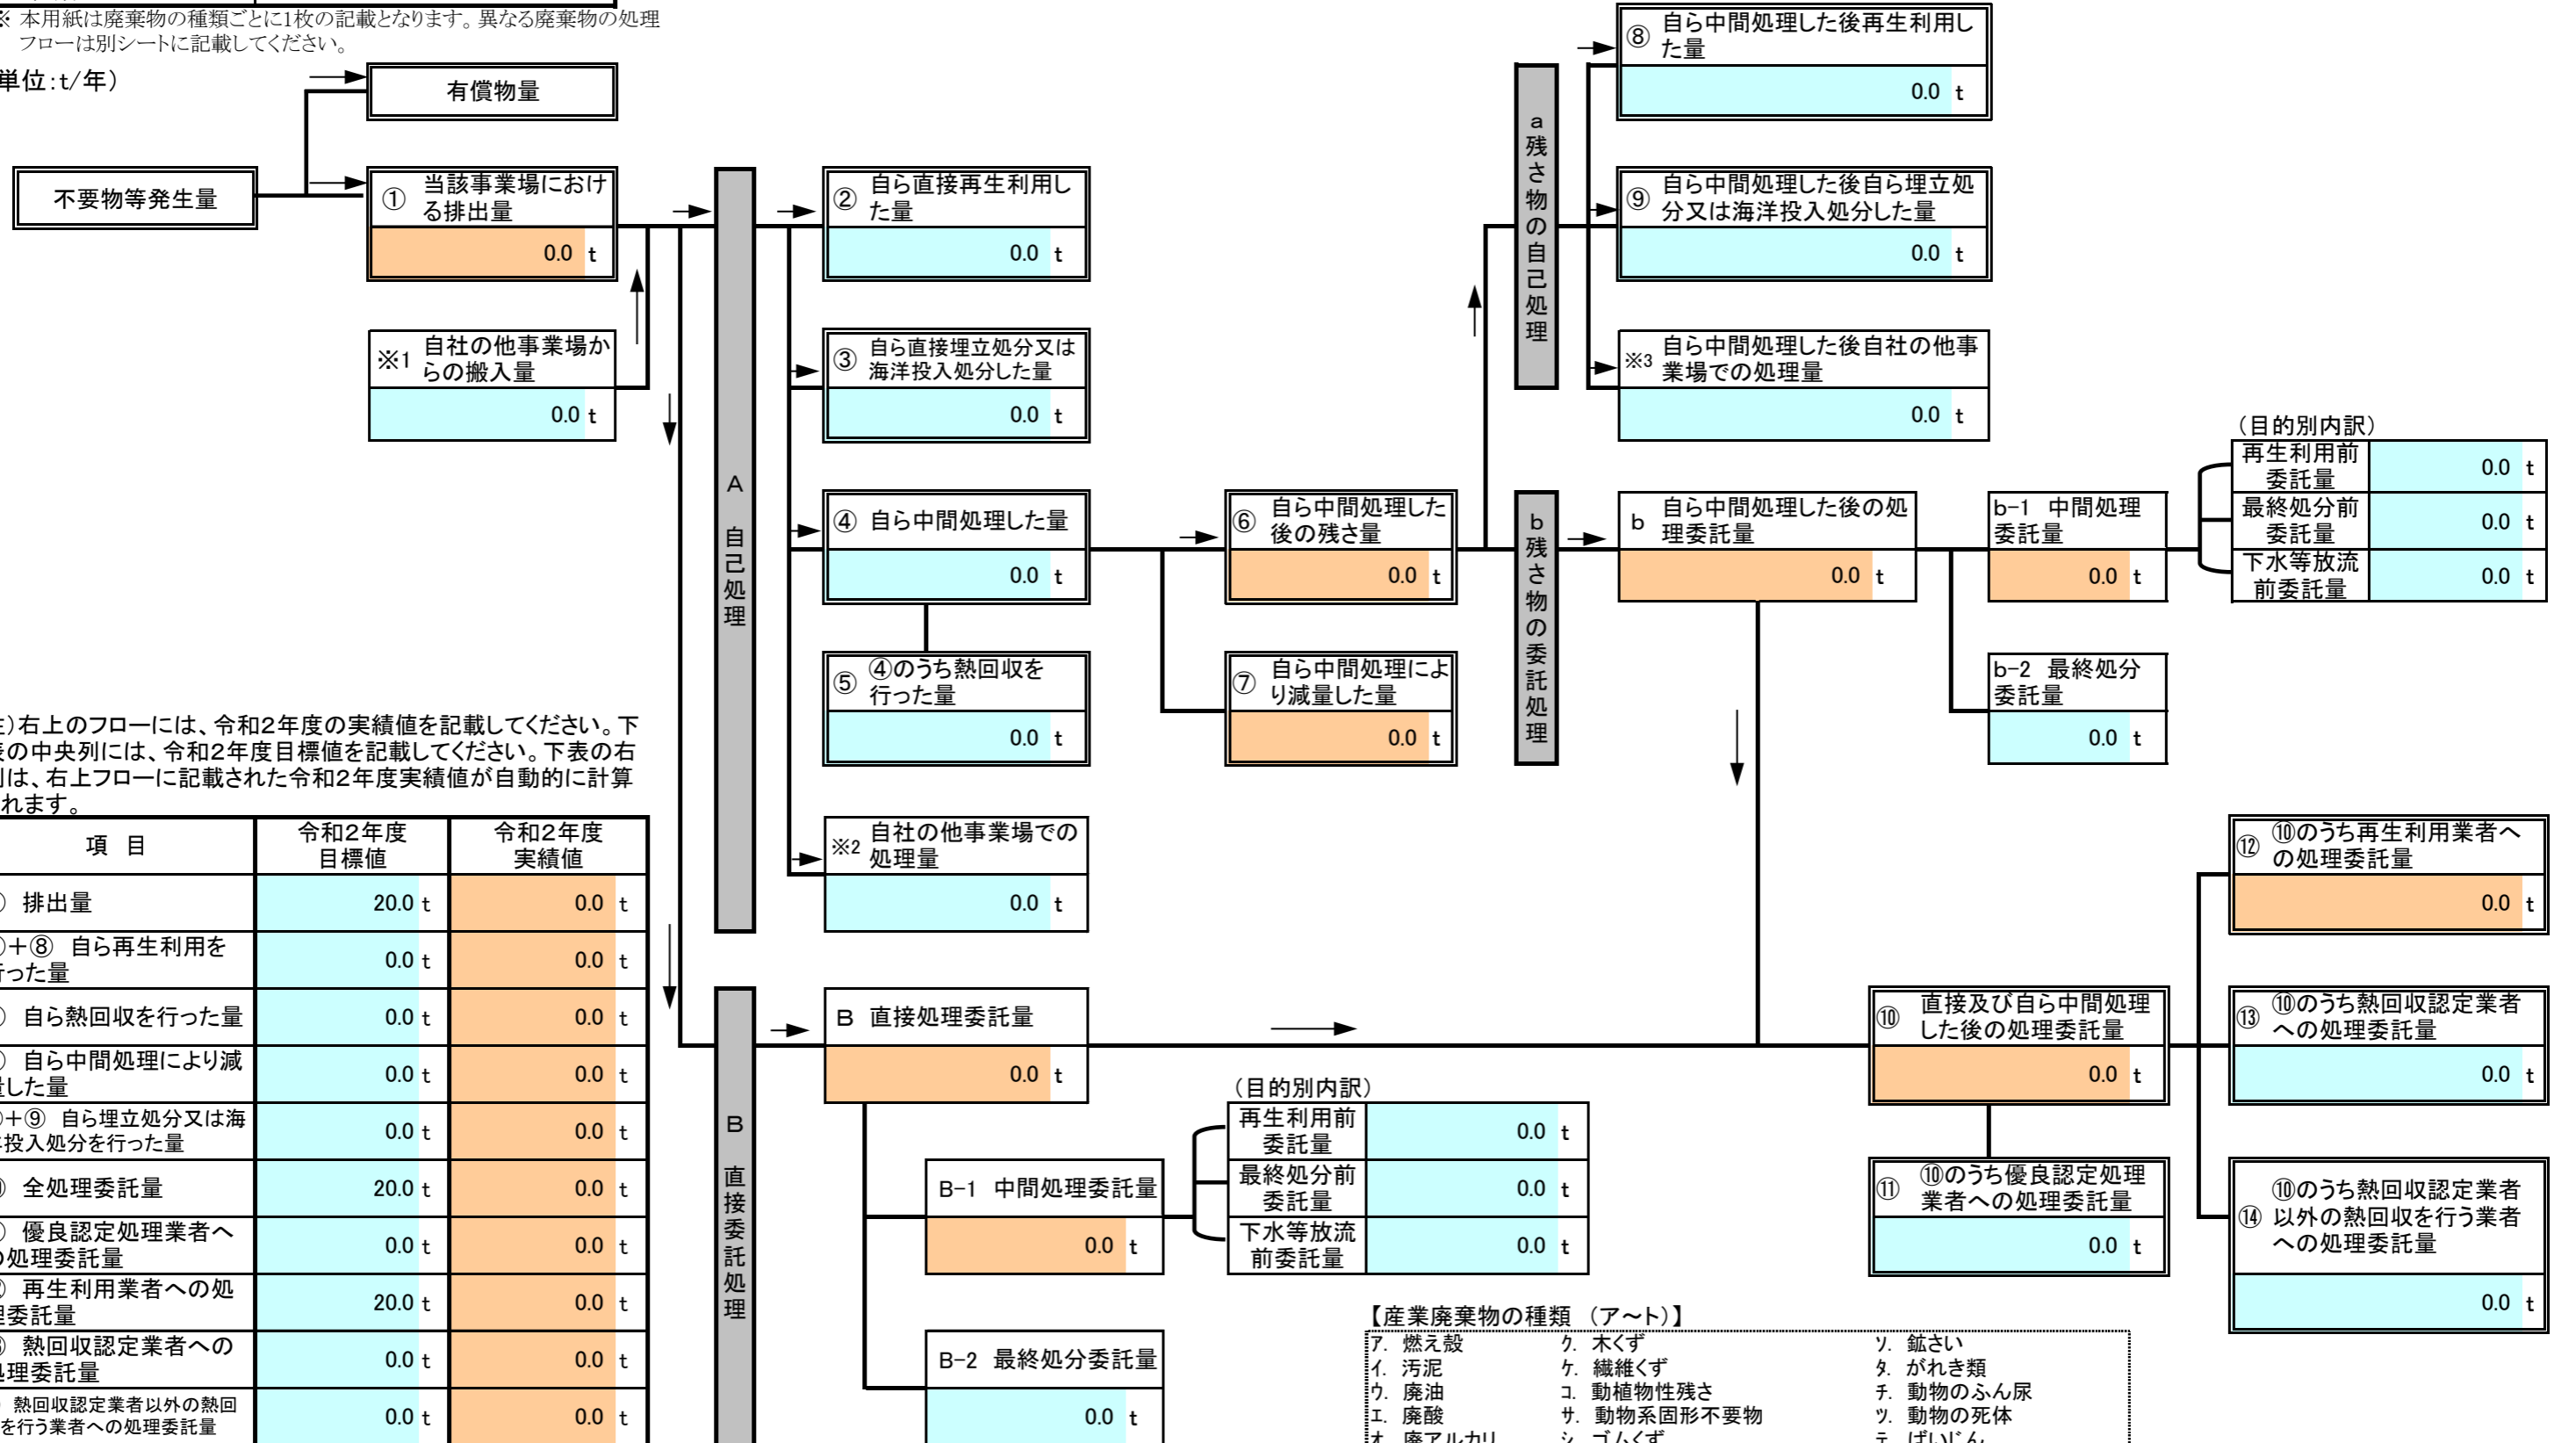 ※ 本用紙は廃棄物の種類ごとに1枚の記載となります。異なる廃棄物の処理
フローは別シートに記載してください。
単位:t/年)
有償物量
不要物等発生量
① 当該事業場におけ
る排出量
0.0 t
※1 自社の他事業場か
らの搬入量
0.0 t
A 自己処理
② 自ら直接再生利用し
た量
0.0 t
③ 自ら直接埋立処分又は
海洋投入処分した量
0.0 t
④ 自ら中間処理した量
0.0 t
⑤ ④のうち熱回収を
行った量
0.0 t
※2 自社の他事業場での
処理量
0.0 t
⑥ 自ら中間処理した
後の残さ量
0.0 t
⑦ 自ら中間処理によ
り減量した量
0.0 t
a 残さ物の自己処理
⑧ 自ら中間処理した後再生利用し
た量
0.0 t
⑨ 自ら中間処理した後自ら埋立処
分又は海洋投入処分した量
0.0 t
※3 自ら中間処理した後自社の他事
業場での処理量
0.0 t
b 残さ物の委託処理
b 自ら中間処理した後の処
理委託量
0.0 t
b-1 中間処理
委託量
0.0 t
b-2 最終処分
委託量
0.0 t
(目的別内訳)
再生利用前
委託量
0.0 t
最終処分前
委託量
0.0 t
下水等放流
前委託量
0.0 t
)右上のフローには、令和2年度の実績値を記載してください。下
表の中央列には、令和2年度目標値を記載してください。下表の右
列は、右上フローに記載された令和2年度実績値が自動的に計算
れます。
項 目
令和2年度
目標値
令和2年度
実績値
排出量 20.0 t 0.0 t
+⑧ 自ら再生利用を
行った量 0.0 t 0.0 t
自ら熱回収を行った量 0.0 t 0.0 t
自ら中間処理により減
量した量 0.0 t 0.0 t
+⑨ 自ら埋立処分又は海
洋投入処分を行った量 0.0 t 0.0 t
全処理委託量 20.0 t 0.0 t
優良認定処理業者へ
の処理委託量 0.0 t 0.0 t
再生利用業者への処
理委託量 20.0 t 0.0 t
熱回収認定業者への
処理委託量 0.0 t 0.0 t
熱回収認定業者以外の熱回
を行う業者への処理委託量 0.0 t 0.0 t
B 直接委託処理
B 直接処理委託量
0.0 t
B-1 中間処理委託量
0.0 t
B-2 最終処分委託量
0.0 t
(目的別内訳)
再生利用前
委託量
0.0 t
最終処分前
委託量
0.0 t
下水等放流
前委託量
0.0 t
⑩ 直接及び自ら中間処理
した後の処理委託量
0.0 t
⑪ ⑩のうち優良認定処理
業者への処理委託量
0.0 t
⑫ ⑩のうち再生利用業者へ
の処理委託量
0.0 t
⑬ ⑩のうち熱回収認定業者
への処理委託量
0.0 t
⑭ ⑩のうち熱回収認定業者
以外の熱回収を行う業者
への処理委託量
0.0 t
【産業廃棄物の種類 (ア~ト)】
ア. 燃え殻 ク. 木くず ソ. 鉱さい
イ. 汚泥 ケ. 繊維くず タ. がれき類
ウ. 廃油 コ. 動植物性残さ チ. 動物のふん尿
エ. 廃酸 サ. 動物系固形不要物 ツ. 動物の死体
オ. 廃アルカリ シ. ゴムくず テ. ばいじん